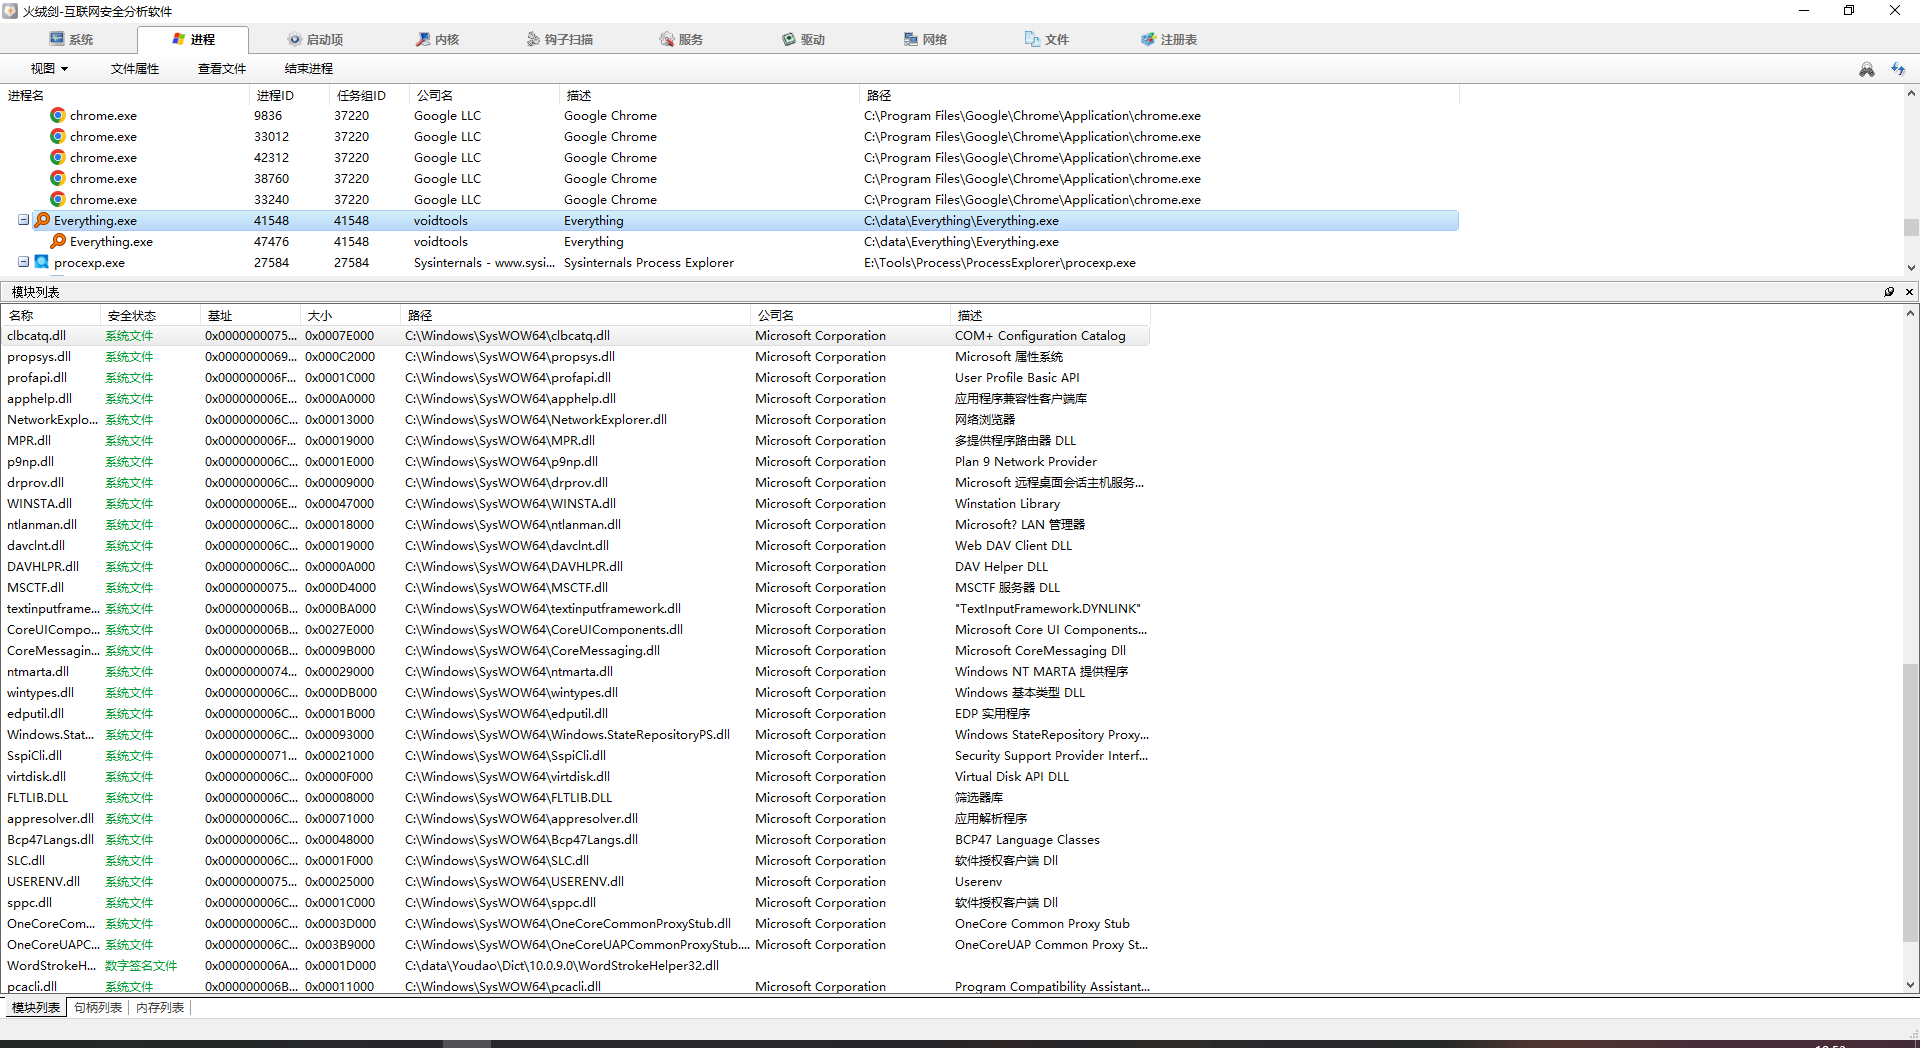 火绒剑-互联网安全分析软件
系统 进程 启动项 内核 钩子扫描 服务 驱动 网络 文件 注册表
视图 文件属性 查看文件 结束进程
进程名 进程ID 任务组ID 公司名 描述 路径
chrome.exe 9836 37220 Google LLC Google Chrome C:\Program Files\Google\Chrome\Application\chrome.exe
chrome.exe 33012 37220 Google LLC Google Chrome C:\Program Files\Google\Chrome\Application\chrome.exe
chrome.exe 42312 37220 Google LLC Google Chrome C:\Program Files\Google\Chrome\Application\chrome.exe
chrome.exe 38760 37220 Google LLC Google Chrome C:\Program Files\Google\Chrome\Application\chrome.exe
chrome.exe 33240 37220 Google LLC Google Chrome C:\Program Files\Google\Chrome\Application\chrome.exe
Everything.exe 41548 41548 voidtools Everything C:\data\Everything\Everything.exe
Everything.exe 47476 41548 voidtools Everything C:\data\Everything\Everything.exe
procexp.exe 27584 27584 Sysinternals - www.sysi... Sysinternals Process Explorer E:\Tools\Process\ProcessExplorer\procexp.exe
模块列表
名称 安全状态 基址 大小 路径 公司名 描述
clbcatq.dll 系统文件 0x0000000075... 0x0007E000 C:\Windows\SysWOW64\clbcatq.dll Microsoft Corporation COM+ Configuration Catalog
propsys.dll 系统文件 0x0000000069... 0x000C2000 C:\Windows\SysWOW64\propsys.dll Microsoft Corporation Microsoft 属性系统
profapi.dll 系统文件 0x000000006F... 0x0001C000 C:\Windows\SysWOW64\profapi.dll Microsoft Corporation User Profile Basic API
apphelp.dll 系统文件 0x000000006E... 0x000A0000 C:\Windows\SysWOW64\apphelp.dll Microsoft Corporation 应用程序兼容性客户端库
NetworkExplo... 系统文件 0x000000006C... 0x00013000 C:\Windows\SysWOW64\NetworkExplorer.dll Microsoft Corporation 网络浏览器
MPR.dll 系统文件 0x000000006F... 0x00019000 C:\Windows\SysWOW64\MPR.dll Microsoft Corporation 多提供程序路由器 DLL
p9np.dll 系统文件 0x000000006C... 0x0001E000 C:\Windows\SysWOW64\p9np.dll Microsoft Corporation Plan 9 Network Provider
drprov.dll 系统文件 0x000000006C... 0x00009000 C:\Windows\SysWOW64\drprov.dll Microsoft Corporation Microsoft 远程桌面会话主机服务...
WINSTA.dll 系统文件 0x000000006E... 0x00047000 C:\Windows\SysWOW64\WINSTA.dll Microsoft Corporation Winstation Library
ntlanman.dll 系统文件 0x000000006C... 0x00018000 C:\Windows\SysWOW64\ntlanman.dll Microsoft Corporation Microsoft? LAN 管理器
davclnt.dll 系统文件 0x000000006C... 0x00019000 C:\Windows\SysWOW64\davclnt.dll Microsoft Corporation Web DAV Client DLL
DAVHLPR.dll 系统文件 0x000000006C... 0x0000A000 C:\Windows\SysWOW64\DAVHLPR.dll Microsoft Corporation DAV Helper DLL
MSCTF.dll 系统文件 0x0000000075... 0x000D4000 C:\Windows\SysWOW64\MSCTF.dll Microsoft Corporation MSCTF 服务器 DLL
textinputframe... 系统文件 0x000000006B... 0x000BA000 C:\Windows\SysWOW64\textinputframework.dll Microsoft Corporation "TextInputFramework.DYNLINK"
CoreUICompo... 系统文件 0x000000006B... 0x0027E000 C:\Windows\SysWOW64\CoreUIComponents.dll Microsoft Corporation Microsoft Core UI Components...
CoreMessagin... 系统文件 0x000000006B... 0x0009B000 C:\Windows\SysWOW64\CoreMessaging.dll Microsoft Corporation Microsoft CoreMessaging Dll
ntmarta.dll 系统文件 0x0000000074... 0x00029000 C:\Windows\SysWOW64\ntmarta.dll Microsoft Corporation Windows NT MARTA 提供程序
wintypes.dll 系统文件 0x000000006C... 0x000DB000 C:\Windows\SysWOW64\wintypes.dll Microsoft Corporation Windows 基本类型 DLL
edputil.dll 系统文件 0x000000006C... 0x0001B000 C:\Windows\SysWOW64\edputil.dll Microsoft Corporation EDP 实用程序
Windows.Stat... 系统文件 0x000000006C... 0x00093000 C:\Windows\SysWOW64\Windows.StateRepositoryPS.dll Microsoft Corporation Windows StateRepository Proxy...
SspiCli.dll 系统文件 0x0000000071... 0x00021000 C:\Windows\SysWOW64\SspiCli.dll Microsoft Corporation Security Support Provider Interf...
virtdisk.dll 系统文件 0x000000006C... 0x0000F000 C:\Windows\SysWOW64\virtdisk.dll Microsoft Corporation Virtual Disk API DLL
FLTLIB.DLL 系统文件 0x000000006C... 0x00008000 C:\Windows\SysWOW64\FLTLIB.DLL Microsoft Corporation 筛选器库
appresolver.dll 系统文件 0x000000006C... 0x00071000 C:\Windows\SysWOW64\appresolver.dll Microsoft Corporation 应用解析程序
Bcp47Langs.dll 系统文件 0x000000006C... 0x00048000 C:\Windows\SysWOW64\Bcp47Langs.dll Microsoft Corporation BCP47 Language Classes
SLC.dll 系统文件 0x000000006C... 0x0001F000 C:\Windows\SysWOW64\SLC.dll Microsoft Corporation 软件授权客户端 Dll
USERENV.dll 系统文件 0x0000000075... 0x00025000 C:\Windows\SysWOW64\USERENV.dll Microsoft Corporation Userenv
sppc.dll 系统文件 0x000000006C... 0x0001C000 C:\Windows\SysWOW64\sppc.dll Microsoft Corporation 软件授权客户端 Dll
OneCoreCom... 系统文件 0x000000006C... 0x0003D000 C:\Windows\SysWOW64\OneCoreCommonProxyStub.dll Microsoft Corporation OneCore Common Proxy Stub
OneCoreUAPC... 系统文件 0x000000006C... 0x003B9000 C:\Windows\SysWOW64\OneCoreUAPCommonProxyStub.... Microsoft Corporation OneCoreUAP Common Proxy St...
WordStrokeH... 数字签名文件 0x000000006A... 0x0001D000 C:\data\Youdao\Dict\10.0.9.0\WordStrokeHelper32.dll
pcacli.dll 系统文件 0x000000006B... 0x00011000 C:\Windows\SysWOW64\pcacli.dll Microsoft Corporation Program Compatibility Assistant...
模块列表 句柄列表 内存列表